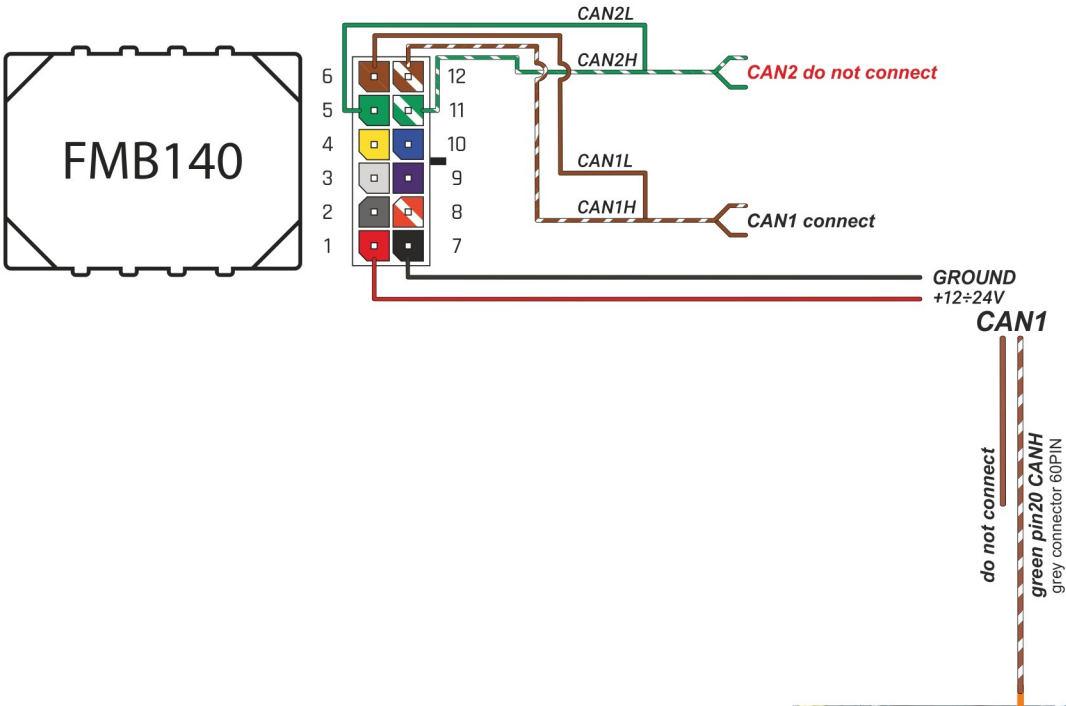 CAN2L
CAN2H
CAN2 do not connect
FMB140
6
12
5
11
4
10
3
9
2
8
1
7
CAN1L
CAN1H
CAN1 connect
GROUND
+12÷24V
CAN1
do not connect
green pin20 CANH
grey connector 60PIN